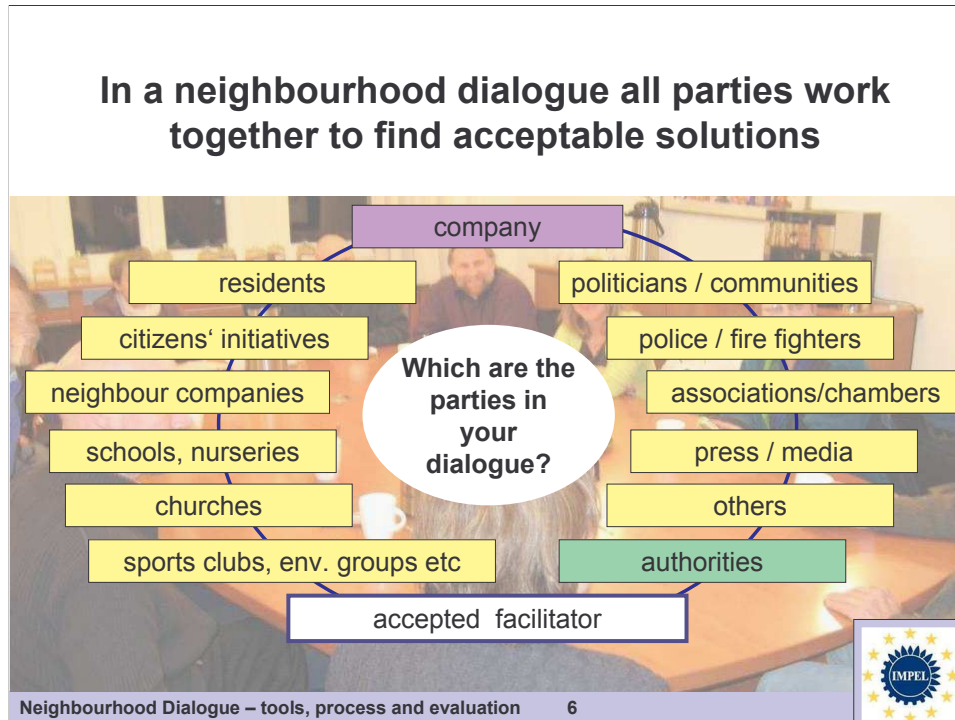 In a neighbourhood dialogue all parties work
together to find acceptable solutions
company
residents
politicians / communities
citizens‘ initiatives
police / fire fighters
neighbour companies
associations/chambers
schools, nurseries
press / media
churches
others
sports clubs, env. groups etc
authorities
accepted facilitator
Which are the
parties in
your
dialogue?
IMPEL
Neighbourhood Dialogue – tools, process and evaluation 6